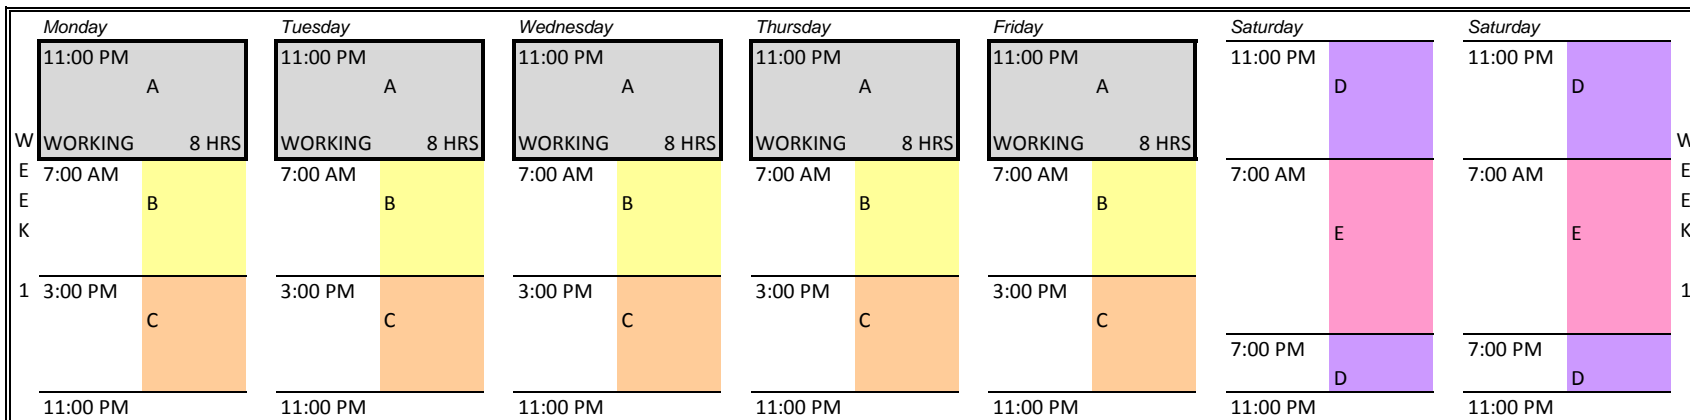 Monday Tuesday Wednesday Thursday Friday Saturday Saturday
11:00 PM 11:00 PM 11:00 PM 11:00 PM 11:00 PM 11:00 PM 11:00 PM
A A A A A D D
W WORKING 8 HRS WORKING 8 HRS WORKING 8 HRS WORKING 8 HRS WORKING 8 HRS W
E 7:00 AM 7:00 AM 7:00 AM 7:00 AM 7:00 AM 7:00 AM 7:00 AM E
E B B B B B E
K E E K
1 3:00 PM 3:00 PM 3:00 PM 3:00 PM 3:00 PM 1
C C C C C
7:00 PM 7:00 PM
D D
11:00 PM 11:00 PM 11:00 PM 11:00 PM 11:00 PM 11:00 PM 11:00 PM